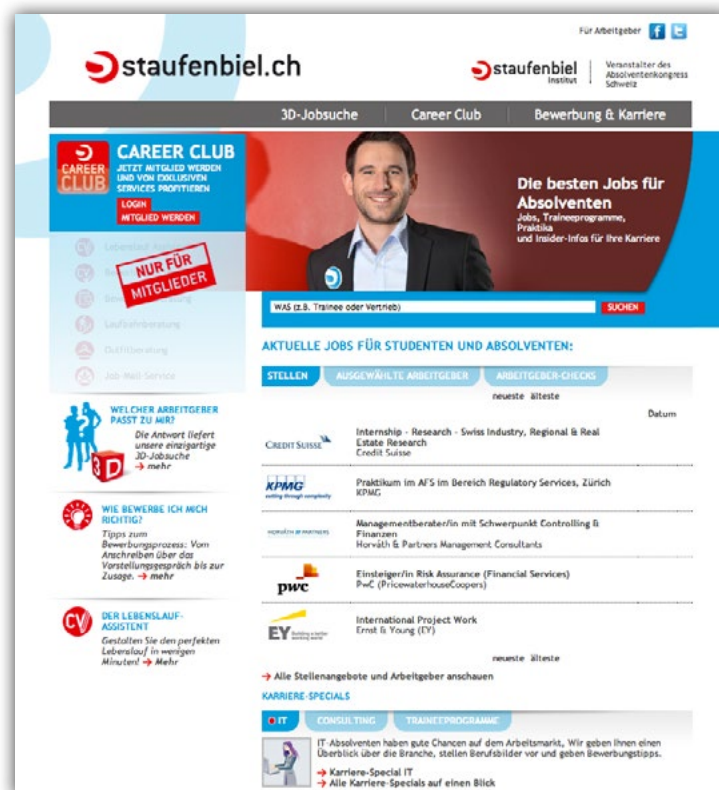 Für Arbeitgeber
staufenbiel.ch
staufenbiel
Institut
Veranstalter des
Absolventenkongress
Schweiz
3D-Jobsuche
Career Club
Bewerbung & Karriere
CAREER
CLUB
CAREER CLUB
JETZT MITGLIED WERDEN
UND VON EXKLUSIVEN
SERVICES PROFITIEREN
LOGIN
MITGLIED WERDEN
Die besten Jobs für
Absolventen
Jobs, Traineeprogramme,
Praktika
und Insider-Infos für Ihre Karriere
NUR FÜR
MITGLIEDER
Laufbahnberatung
Outfitberatung
Job-Mail Service
WAS (z.B. Trainee oder Vertrieb)
SUCHEN
AKTUELLE JOBS FÜR STUDENTEN UND ABSOLVENTEN:
STELLEN
AUSGEWÄHLTE ARBEITGEBER
ARBEITGEBER-CHECKS
neueste älteste
Datum
CREDIT SUISSE
Internship - Research - Swiss Industry, Regional & Real
Estate Research
Credit Suisse
KPMG
cutting through complexity
Praktikum im AFS im Bereich Regulatory Services, Zürich
KPMG
HORVÁTH & PARTNERS
Managementberater/in mit Schwerpunkt Controlling &
Finanzen
Horváth & Partners Management Consultants
pwc
Einsteiger/in Risk Assurance (Financial Services)
PwC (PricewaterhouseCoopers)
EY
Building a better
working world
International Project Work
Ernst & Young (EY)
neueste älteste
→ Alle Stellenangebote und Arbeitgeber anschauen
WELCHER ARBEITGEBER
PASST ZU MIR?
Die Antwort liefert
unsere einzigartige
3D-Jobsuche
→ mehr
3D
WIE BEWERBE ICH MICH
RICHTIG?
Tipps zum
Bewerbungsprozess: Vom
Anschreiben über das
Vorstellungsgespräch bis zur
Zusage. → mehr
CV
DER LEBENSLAUF-
ASSISTENT
Gestalten Sie den perfekten
Lebenslauf in wenigen
Minuten! → Mehr
KARRIERE-SPECIALS
IT
CONSULTING
TRAINEEPROGRAMME
IT-Absolventen haben gute Chancen auf dem Arbeitsmarkt, Wir geben Ihnen einen
Überblick über die Branche, stellen Berufsbilder vor und geben Bewerbungstipps.
→ Karriere-Special IT
→ Alle Karriere-Specials auf einen Blick